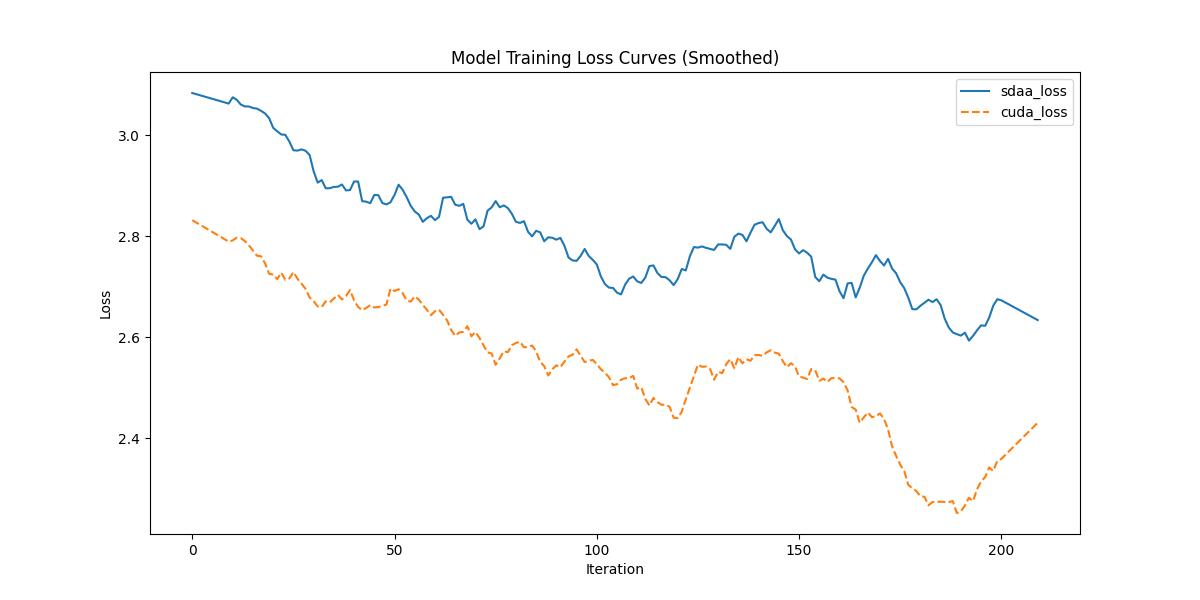 Model Training Loss Curves (Smoothed)
sdaa_loss
cuda_loss
Loss
3.0
2.8
2.6
2.4
0 50 100 150 200
Iteration